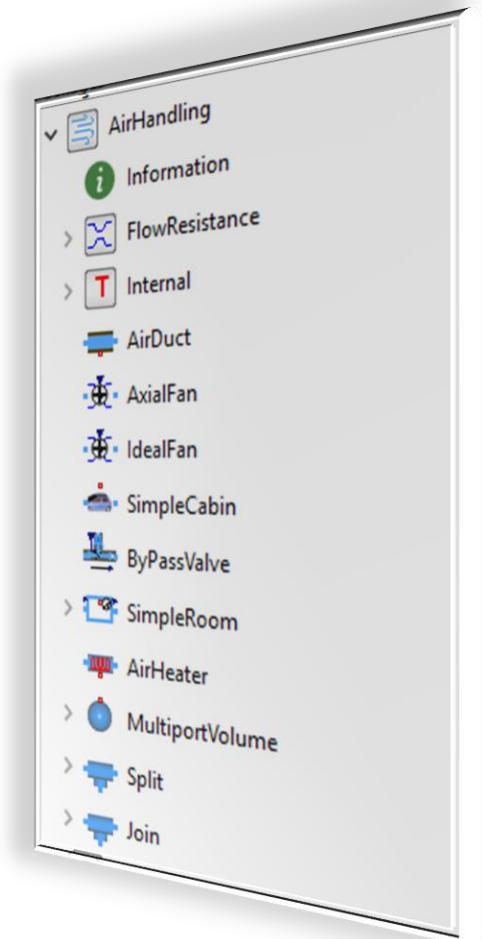 AirHandling
Information
FlowResistance
T Internal
AirDuct
AxialFan
IdealFan
SimpleCabin
ByPassValve
SimpleRoom
AirHeater
MultiportVolume
Split
Join